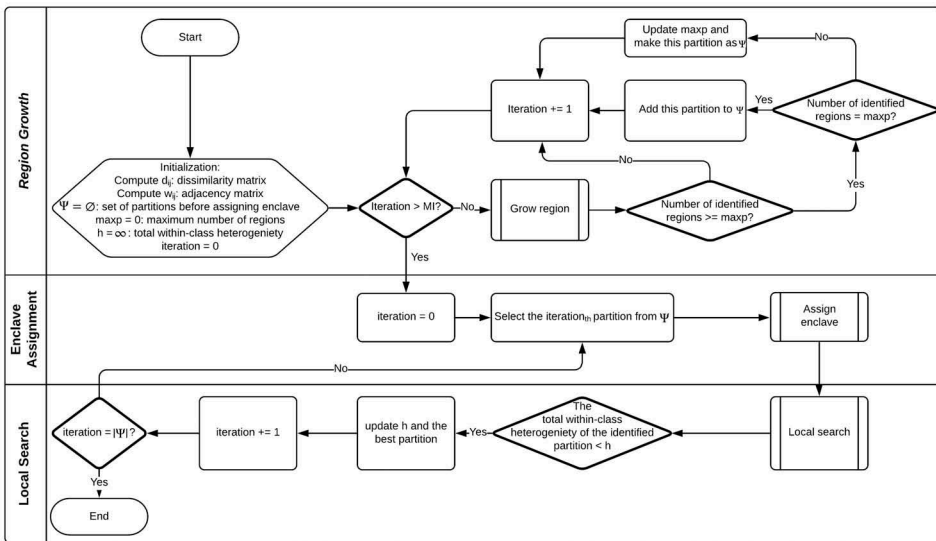 Region Growth
Start
Initialization:
Compute dij: dissimilarity matrix
Compute wij: adjacency matrix
Ψ = ∅: set of partitions before assigning enclave
maxp = 0: maximum number of regions
h = ∞: total within-class heterogeniety
iteration = 0
Iteration > MI?
No
Yes
Grow region
Number of identified
regions >= maxp?
No
Yes
Number of identified
regions = maxp?
No
Yes
Update maxp and
make this partition as Ψ
Add this partition to Ψ
Iteration += 1
Enclave
Assignment
iteration = 0
Select the iterationth partition from Ψ
Assign
enclave
No
Local Search
Local search
The
total within-class
heterogeniety of the identified
partition < h
Yes
update h and the
best partition
iteration += 1
iteration = |Ψ|?
Yes
End